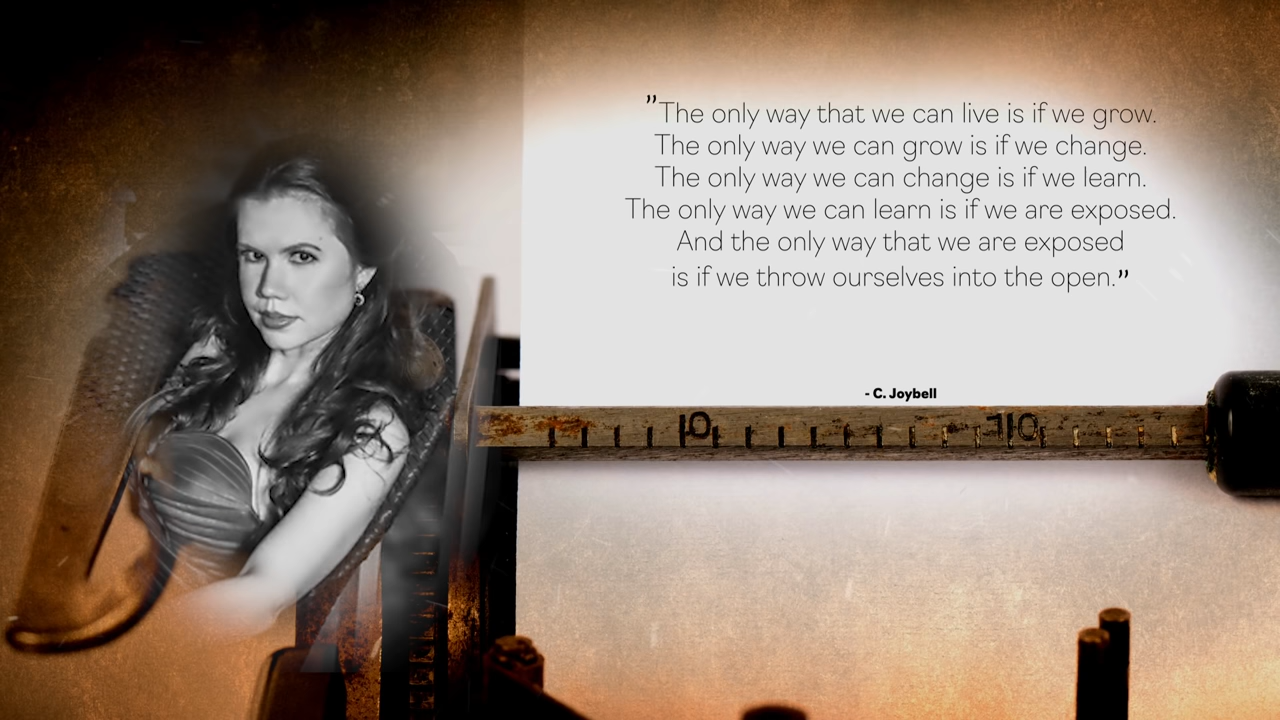 ”The only way that we can live is if we grow.
The only way we can grow is if we change.
The only way we can change is if we learn.
The only way we can learn is if we are exposed.
And the only way that we are exposed
is if we throw ourselves into the open.”
- C. Joybell